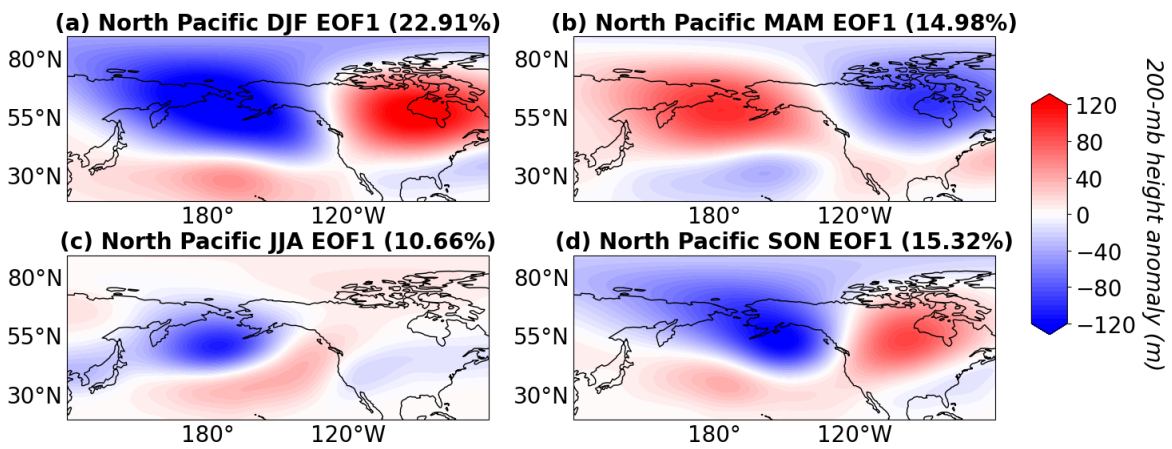 (a) North Pacific DJF EOF1 (22.91%)
80°N
55°N
30°N
180°
120°W
(b) North Pacific MAM EOF1 (14.98%)
80°N
55°N
30°N
180°
120°W
(c) North Pacific JJA EOF1 (10.66%)
80°N
55°N
30°N
180°
120°W
(d) North Pacific SON EOF1 (15.32%)
80°N
55°N
30°N
180°
120°W
120
80
40
0
−40
−80
−120
200-mb height anomaly (m)